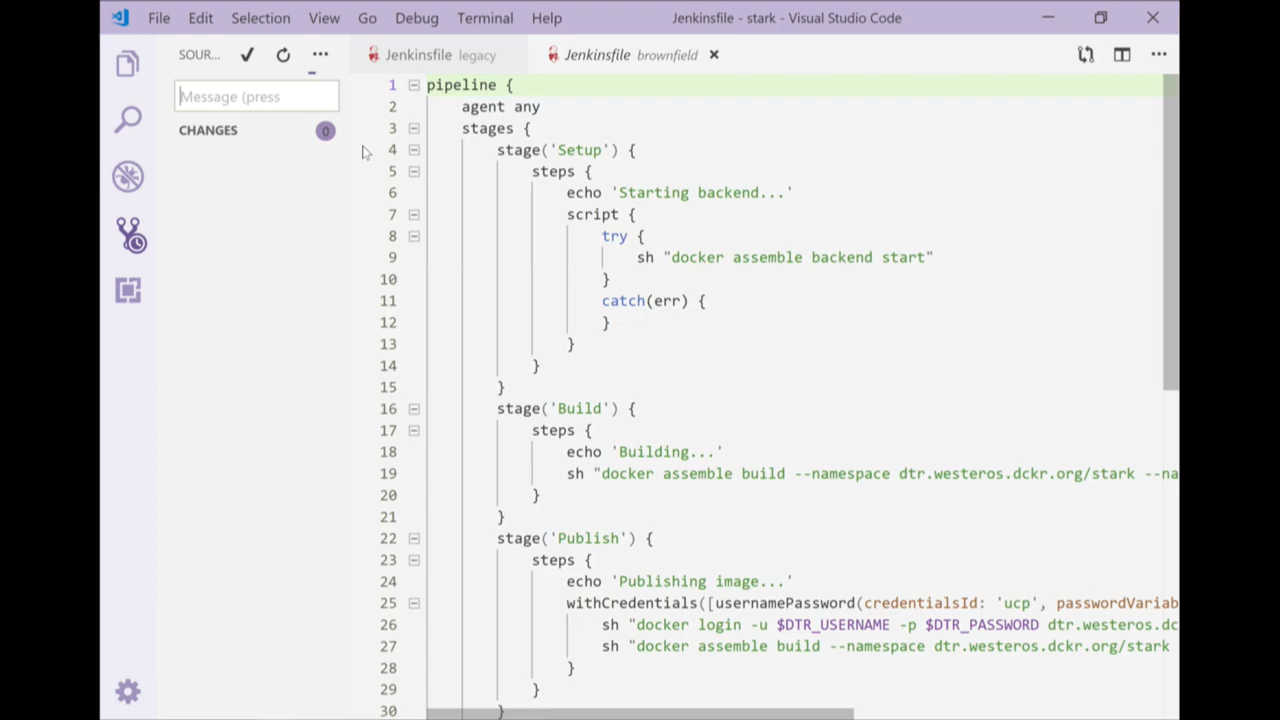 File Edit Selection View Go Debug Terminal Help Jenkinsfile - stark - Visual Studio Code
SOUR... Jenkinsfile legacy Jenkinsfile brownfield
Message (press
CHANGES 0
1 pipeline {
2 agent any
3 stages {
4 stage('Setup') {
5 steps {
6 echo 'Starting backend...'
7 script {
8 try {
9 sh "docker assemble backend start"
10 }
11 catch(err) {
12 }
13 }
14 }
15 }
16 stage('Build') {
17 steps {
18 echo 'Building...'
19 sh "docker assemble build --namespace dtr.westeros.dckr.org/stark --na
20 }
21 }
22 stage('Publish') {
23 steps {
24 echo 'Publishing image...'
25 withCredentials([usernamePassword(credentialsId: 'ucp', passwordVariab
26 sh "docker login -u $DTR_USERNAME -p $DTR_PASSWORD dtr.westeros.dc
27 sh "docker assemble build --namespace dtr.westeros.dckr.org/stark
28 }
29 }
30 }